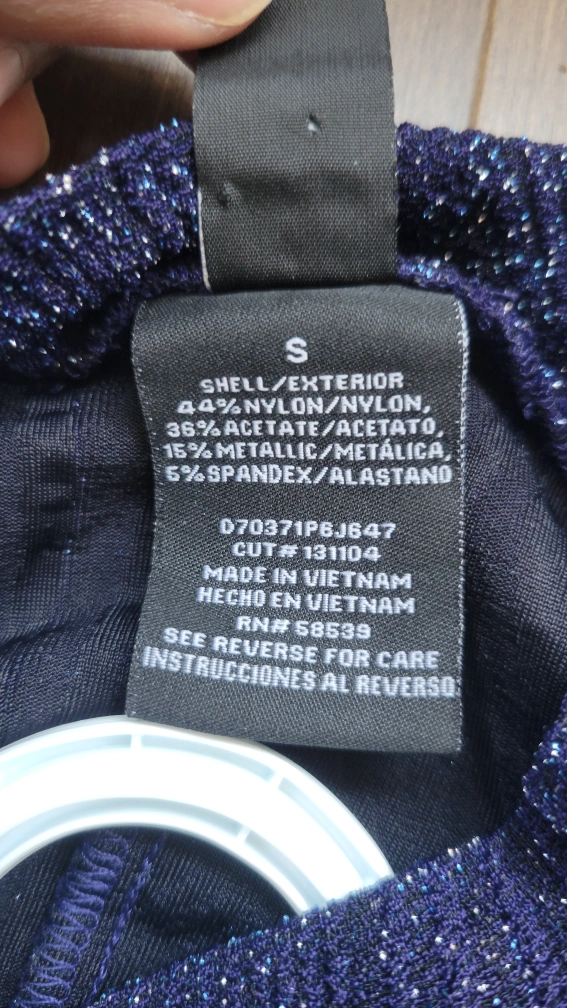 S
SHELL/EXTERIOR
44%NYLON/NYLON,
36%ACETATE/ACETATO,
15%METALLIC/METÁLICA,
5%SPANDEX/ALASTANO
D70371P6J647
CUT#131104
MADE IN VIETNAM
HECHO EN VIETNAM
RN#58539
SEE REVERSE FOR CARE
INSTRUCCIONES AL REVERSO